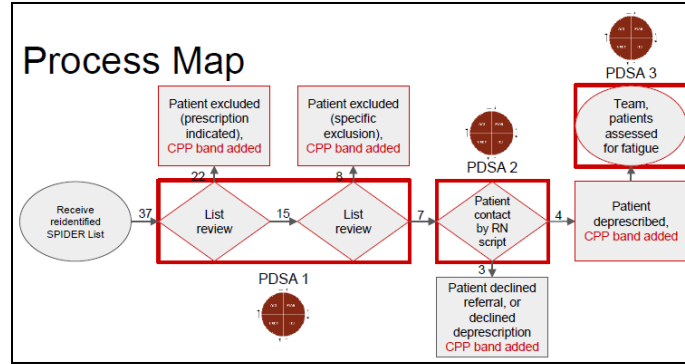 Process Map
PDSA 3
Patient excluded
(prescription
indicated),
CPP band added
Patient excluded
(specific
exclusion),
CPP band added
Team,
patients
assessed
for fatigue
PDSA 2
22
8
Receive
reidentified
SPIDER List
37
List
review
15
List
review
7
Patient
contact
by RN
script
4
Patient
deprescribed,
CPP band added
3
PDSA 1
Patient declined
referral, or
declined
deprescription
CPP band added